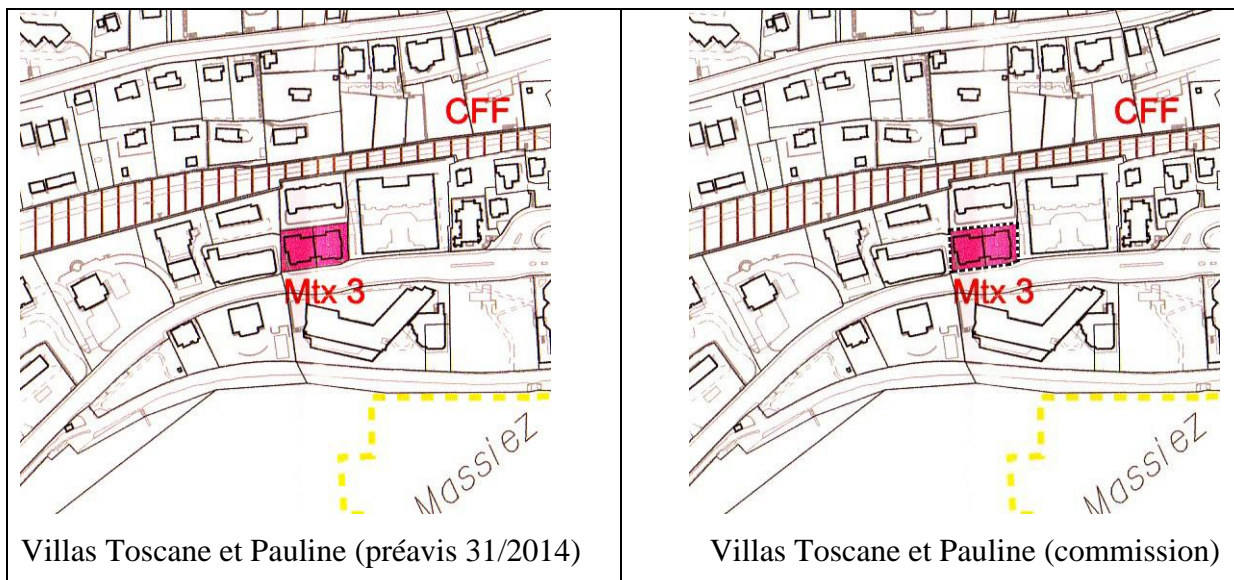 CFF
Mtx 3
Massiez
Villas Toscane et Pauline (préavis 31/2014)
CFF
Mtx 3
Massiez
Villas Toscane et Pauline (commission)